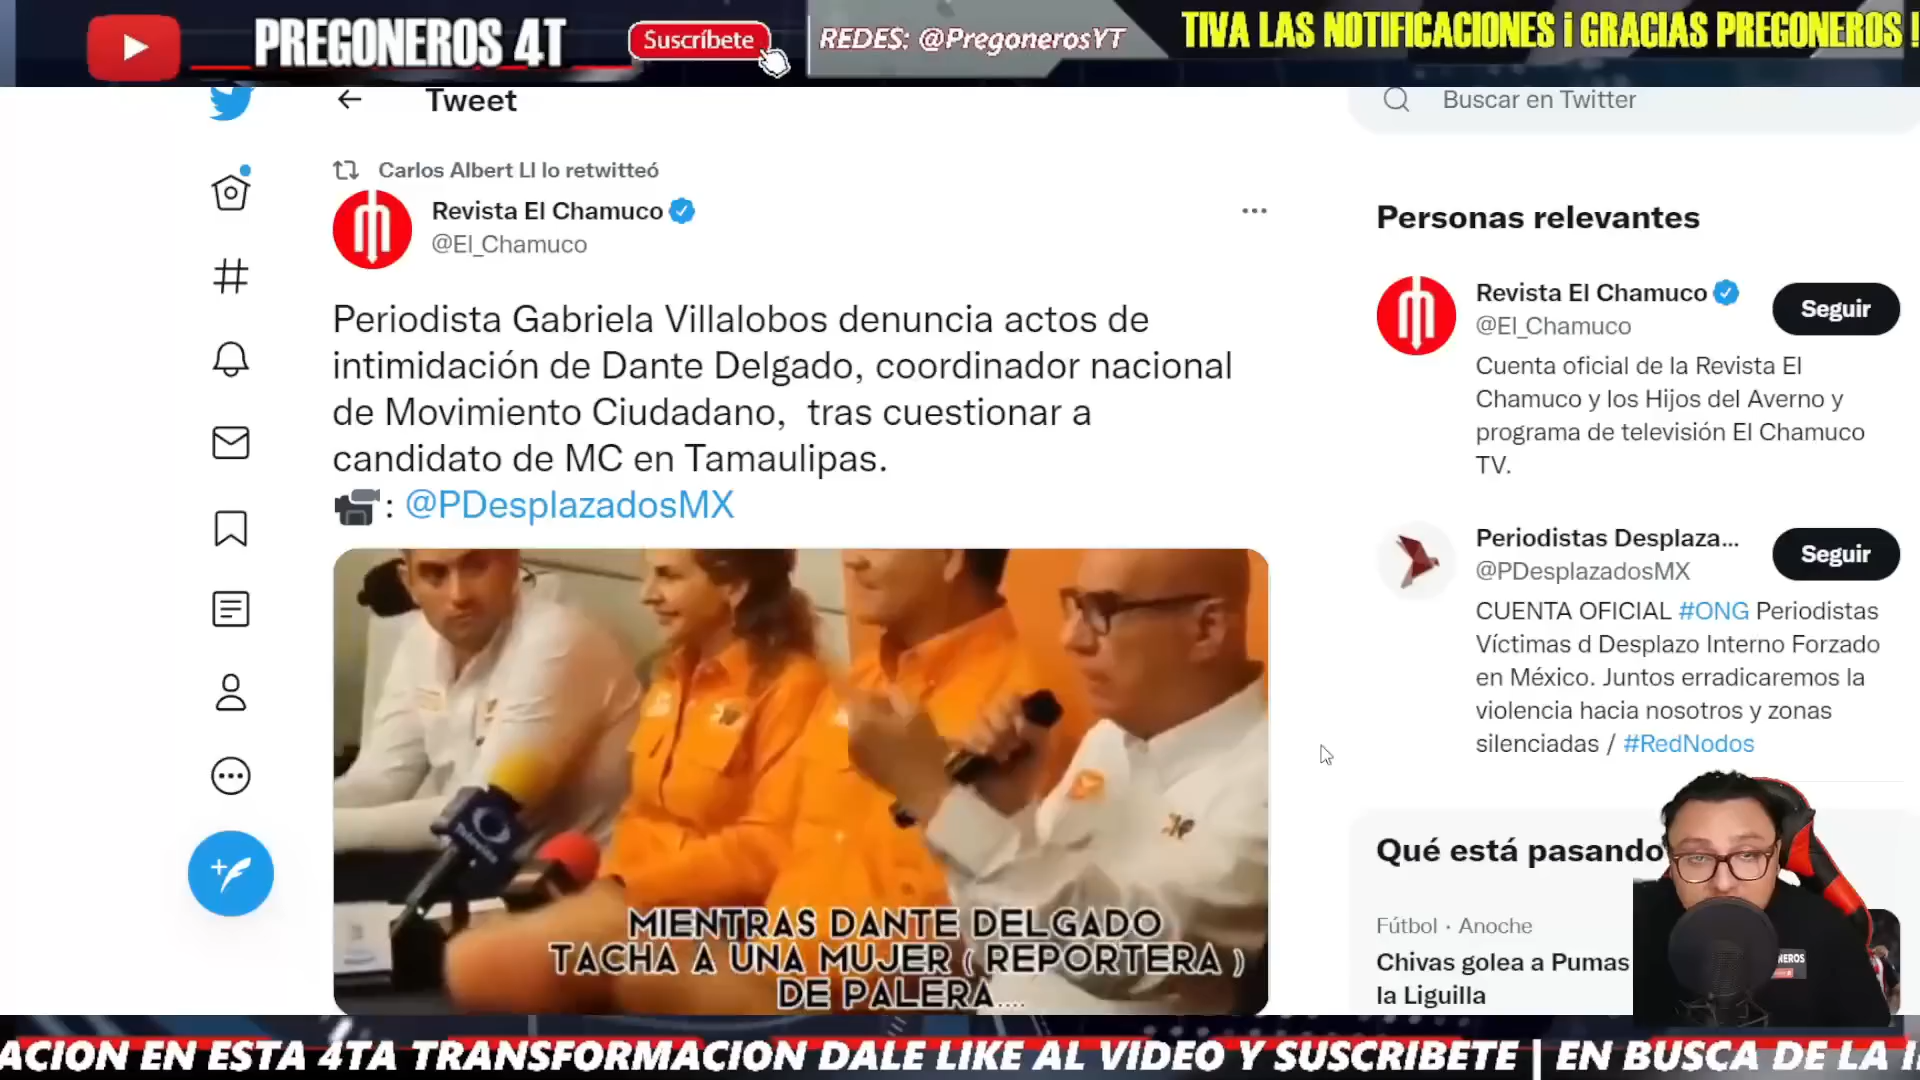 PREGONEROS 4T
Suscríbete
REDES: @PregonerosYT
TIVA LAS NOTIFICACIONES ¡ GRACIAS PREGONEROS !
Tweet
Buscar en Twitter
Carlos Albert Ll lo retwitteó
Revista El Chamuco
@El_Chamuco
Periodista Gabriela Villalobos denuncia actos de
intimidación de Dante Delgado, coordinador nacional
de Movimiento Ciudadano, tras cuestionar a
candidato de MC en Tamaulipas.
: @PDesplazadosMX
MIENTRAS DANTE DELGADO
TACHA A UNA MUJER ( REPORTERA )
DE PALERA....
Personas relevantes
Revista El Chamuco
@El_Chamuco
Seguir
Cuenta oficial de la Revista El
Chamuco y los Hijos del Averno y
programa de televisión El Chamuco
TV.
Periodistas Desplaza...
@PDesplazadosMX
Seguir
CUENTA OFICIAL #ONG Periodistas
Víctimas d Desplazo Interno Forzado
en México. Juntos erradicaremos la
violencia hacia nosotros y zonas
silenciadas / #RedNodos
Qué está pasando
Fútbol · Anoche
Chivas golea a Pumas
la Liguilla
NEROS
ACION EN ESTA 4TA TRANSFORMACION DALE LIKE AL VIDEO Y SUSCRIBETE | EN BUSCA DE LA